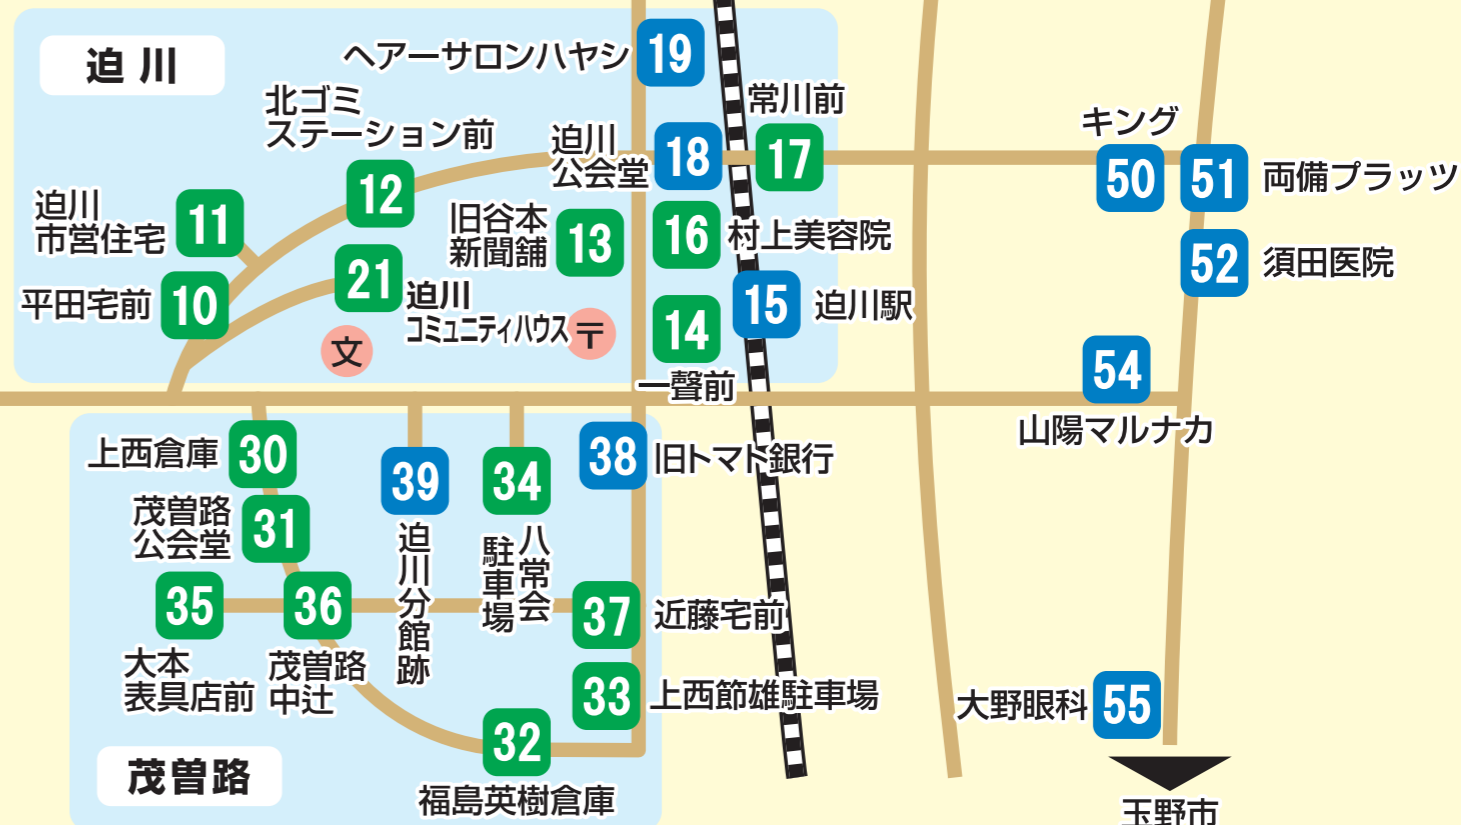 迫川
ヘアーサロンハヤシ
19
北ゴミ
ステーション前
常川前
キング
迫川
公会堂
18
17
50
51
両備プラッツ
12
迫川
市営住宅
11
旧谷本
新聞舗
13
16
村上美容院
52
須田医院
平田宅前
10
21
迫川
コミュニティハウス
〒
文
14
一聲前
15
迫川駅
54
山陽マルナカ
上西倉庫
30
39
迫川分館跡
34
八常会
駐車場
38
旧トマト銀行
茂曽路
公会堂
31
35
大本
表具店前
36
茂曽路
中辻
37
近藤宅前
33
上西節雄駐車場
大野眼科
55
32
福島英樹倉庫
茂曽路
玉野市